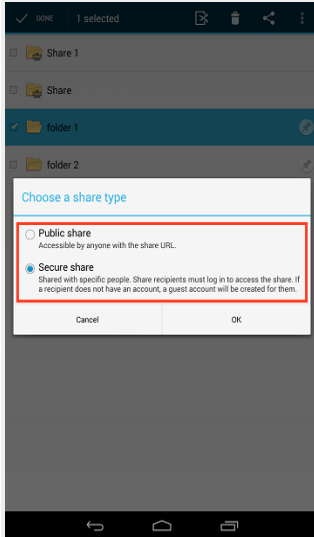 DONE 1 selected
Share 1
Share
folder 1
folder 2
Choose a share type
Public share
Accessible by anyone with the share URL.
Secure share
Shared with specific people. Share recipients must log in to access the share. If
a recipient does not have an account, a guest account will be created for them.
Cancel OK